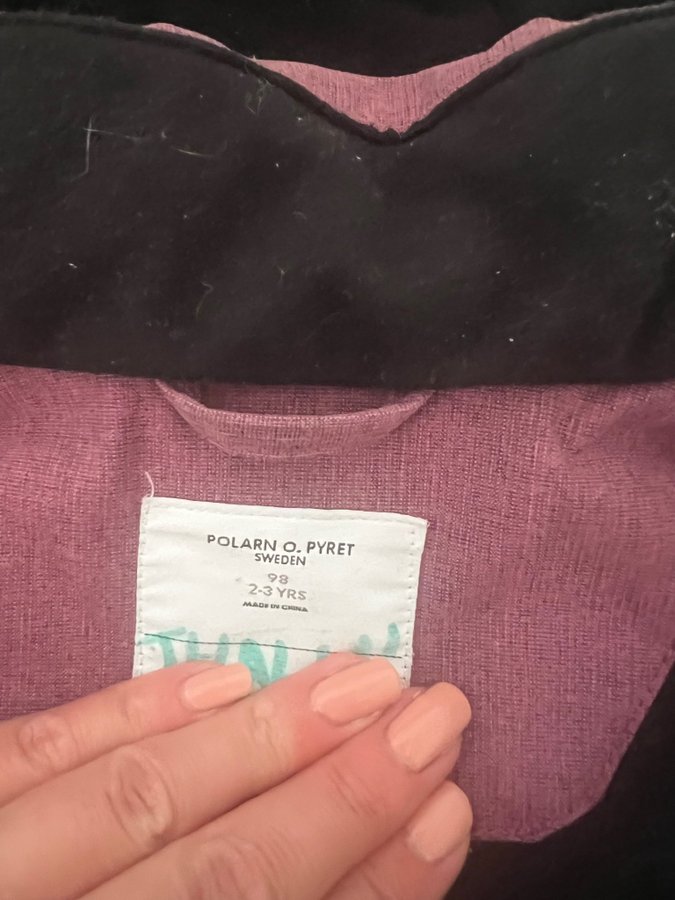 POLARN O. PYRET
SWEDEN
98
2-3 YRS
MADE IN CHINA